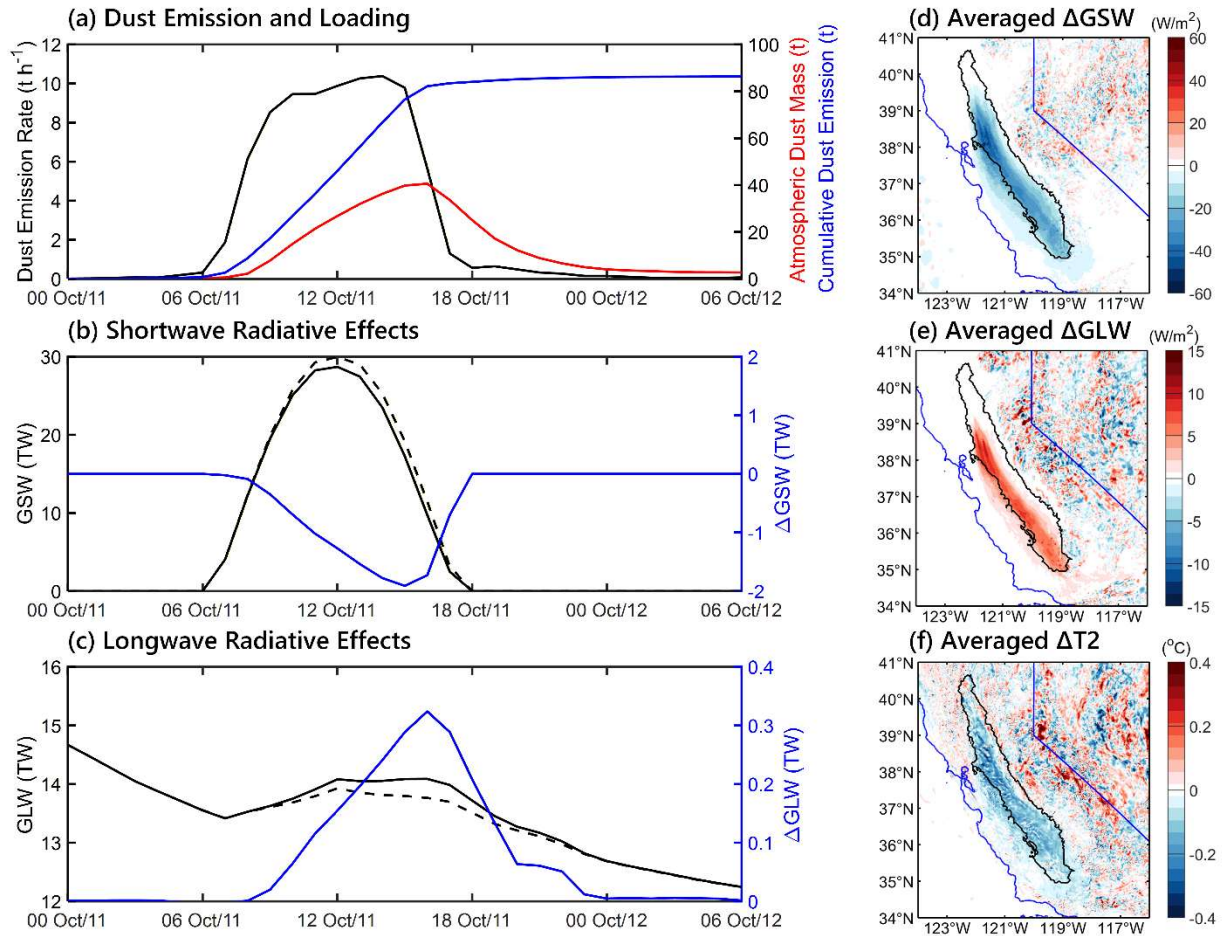 (a) Dust Emission and Loading
Dust Emission Rate (t h⁻¹)
12
10
8
6
4
2
0
100
80
60
40
20
0
Atmospheric Dust Mass (t)
Cumulative Dust Emission (t)
00 Oct/11 06 Oct/11 12 Oct/11 18 Oct/11 00 Oct/12 06 Oct/12
(b) Shortwave Radiative Effects
GSW (TW)
30
20
10
0
2
1
0
-1
-2
ΔGSW (TW)
00 Oct/11 06 Oct/11 12 Oct/11 18 Oct/11 00 Oct/12 06 Oct/12
(c) Longwave Radiative Effects
GLW (TW)
16
15
14
13
12
0.4
0.3
0.2
0.1
0
ΔGLW (TW)
00 Oct/11 06 Oct/11 12 Oct/11 18 Oct/11 00 Oct/12 06 Oct/12
(d) Averaged ΔGSW
(W/m²)
41°N
40°N
39°N
38°N
37°N
36°N
35°N
34°N
123°W 121°W 119°W 117°W
60
40
20
0
-20
-40
-60
(e) Averaged ΔGLW
(W/m²)
41°N
40°N
39°N
38°N
37°N
36°N
35°N
34°N
123°W 121°W 119°W 117°W
15
10
5
0
-5
-10
-15
(f) Averaged ΔT2
(°C)
41°N
40°N
39°N
38°N
37°N
36°N
35°N
34°N
123°W 121°W 119°W 117°W
0.4
0.2
0
-0.2
-0.4